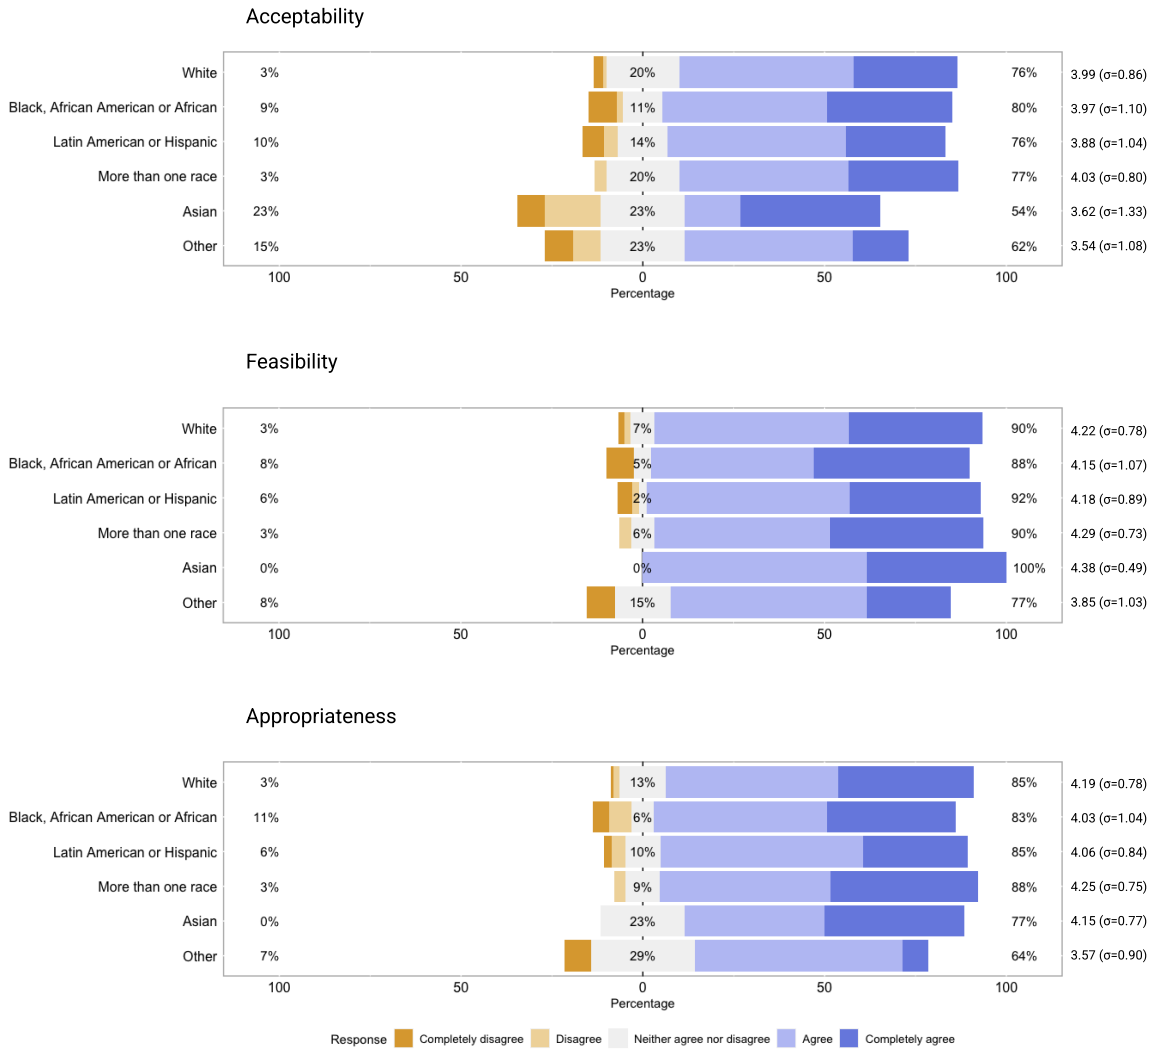 Acceptability
White 3% 20% 76% 3.99 (σ=0.86)
Black, African American or African 9% 11% 80% 3.97 (σ=1.10)
Latin American or Hispanic 10% 14% 76% 3.88 (σ=1.04)
More than one race 3% 20% 77% 4.03 (σ=0.80)
Asian 23% 23% 54% 3.62 (σ=1.33)
Other 15% 23% 62% 3.54 (σ=1.08)
100 50 0 50 100
Percentage
Feasibility
White 3% 7% 90% 4.22 (σ=0.78)
Black, African American or African 8% 5% 88% 4.15 (σ=1.07)
Latin American or Hispanic 6% 2% 92% 4.18 (σ=0.89)
More than one race 3% 6% 90% 4.29 (σ=0.73)
Asian 0% 0% 100% 4.38 (σ=0.49)
Other 8% 15% 77% 3.85 (σ=1.03)
100 50 0 50 100
Percentage
Appropriateness
White 3% 13% 85% 4.19 (σ=0.78)
Black, African American or African 11% 6% 83% 4.03 (σ=1.04)
Latin American or Hispanic 6% 10% 85% 4.06 (σ=0.84)
More than one race 3% 9% 88% 4.25 (σ=0.75)
Asian 0% 23% 77% 4.15 (σ=0.77)
Other 7% 29% 64% 3.57 (σ=0.90)
100 50 0 50 100
Percentage
Response Completely disagree Disagree Neither agree nor disagree Agree Completely agree